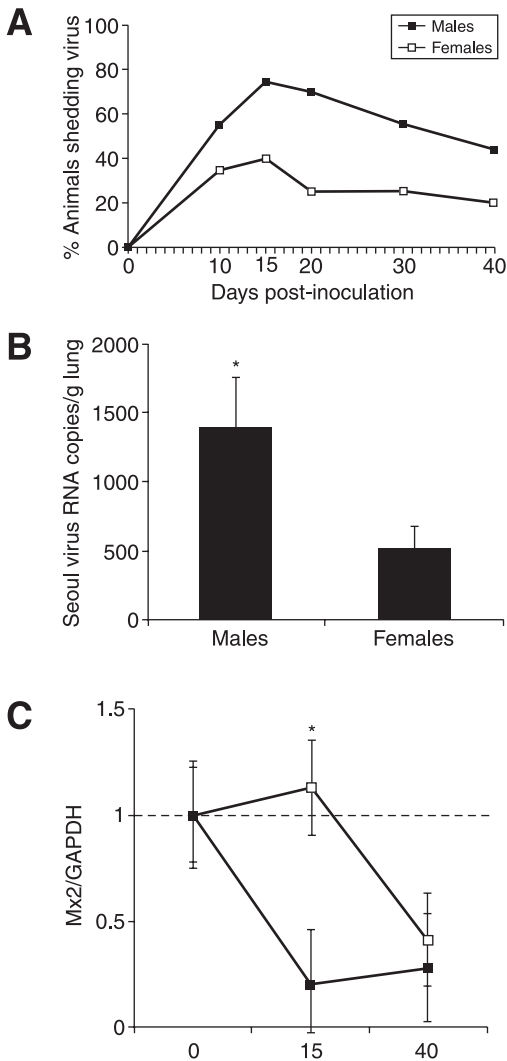 A
% Animals shedding virus
100
80
60
40
20
0
Males
Females
0 10 15 20 30 40
Days post-inoculation
B
Seoul virus RNA copies/g lung
2000
1500
1000
500
0
*
Males Females
C
Mx2/GAPDH
1.5
1
0.5
0
*
0 15 40